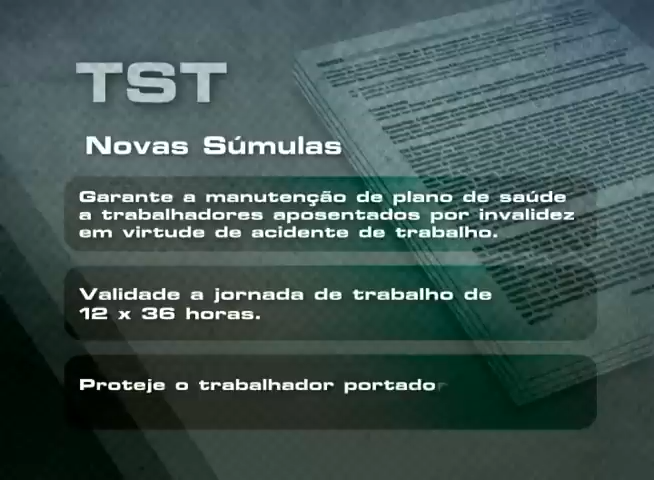 TST
Novas Súmulas
Garante a manutenção de plano de saúde
a trabalhadores aposentados por invalidez
em virtude de acidente de trabalho.
Validade a jornada de trabalho de
12 x 36 horas.
Proteje o trabalhador portador